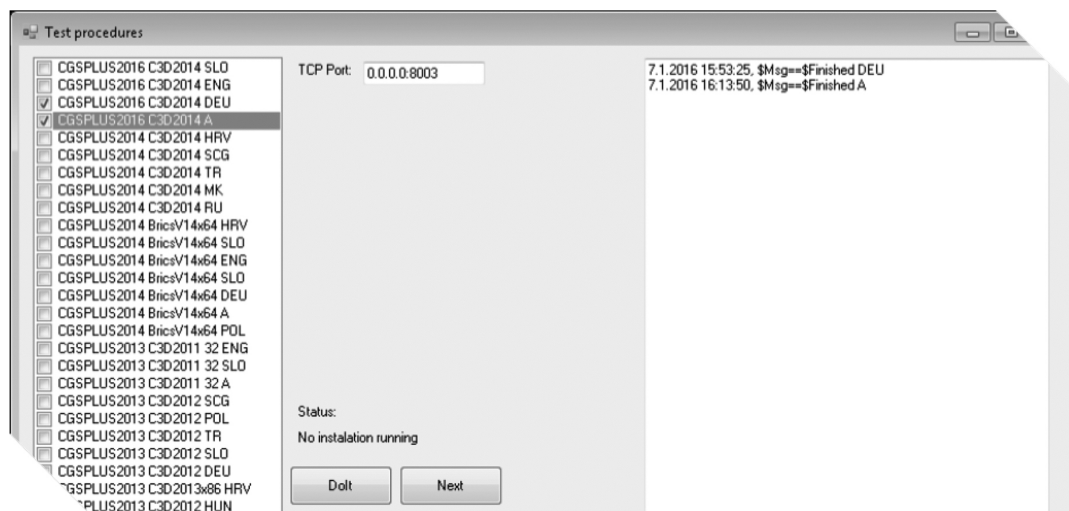 Test procedures
CGSPLUS2016 C3D2014 SLO
CGSPLUS2016 C3D2014 ENG
CGSPLUS2016 C3D2014 DEU
CGSPLUS2016 C3D2014 A
CGSPLUS2014 C3D2014 HRV
CGSPLUS2014 C3D2014 SCG
CGSPLUS2014 C3D2014 TR
CGSPLUS2014 C3D2014 MK
CGSPLUS2014 C3D2014 RU
CGSPLUS2014 BricsV14x64 HRV
CGSPLUS2014 BricsV14x64 SLO
CGSPLUS2014 BricsV14x64 ENG
CGSPLUS2014 BricsV14x64 SLO
CGSPLUS2014 BricsV14x64 DEU
CGSPLUS2014 BricsV14x64 A
CGSPLUS2014 BricsV14x64 POL
CGSPLUS2013 C3D2011 32 ENG
CGSPLUS2013 C3D2011 32 SLO
CGSPLUS2013 C3D2011 32 A
CGSPLUS2013 C3D2012 SCG
CGSPLUS2013 C3D2012 POL
CGSPLUS2013 C3D2012 TR
CGSPLUS2013 C3D2012 SLO
CGSPLUS2013 C3D2012 DEU
CGSPLUS2013 C3D2013x86 HRV
PLUS2013 C3D2012 HUN
TCP Port: 0.0.0.0:8003
Status:
No instalation running
DoIt
Next
7.1.2016 15:53:25, $Msg==$Finished DEU
7.1.2016 16:13:50, $Msg==$Finished A